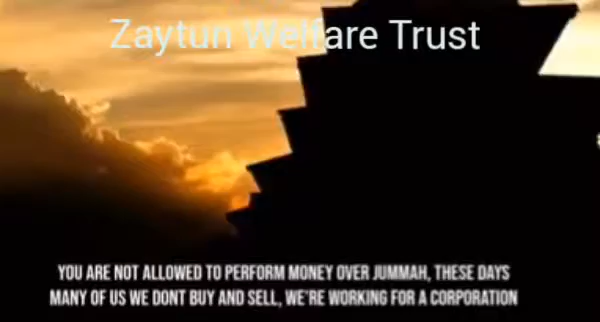 Zaytun Welfare Trust
YOU ARE NOT ALLOWED TO PERFORM MONEY OVER JUMMAH, THESE DAYS
MANY OF US WE DONT BUY AND SELL, WE'RE WORKING FOR A CORPORATION